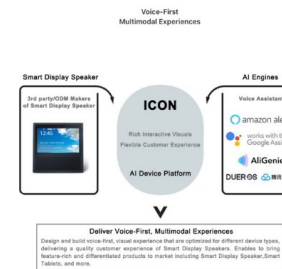 Voice-First
Multimodal Experiences
Smart Display Speaker
AI Engines
3rd party/ODM Makers
of Smart Display Speaker
12:45
ICON
Rich Interactive Visuals
Flexible Customer Experience
AI Device Platform
Voice Assistan
amazon ale
works with t
Google Assi
AliGenie
DUEROS
Deliver Voice-First, Multimodal Experiences
Design and build voice-first, visual experience that are optimized for different device types,
delivering a quality customer experience of Smart Display Speakers. Enables to bring
feature-rich and differentiated products to market including Smart Display Speaker,Smart
Tablets, and more.